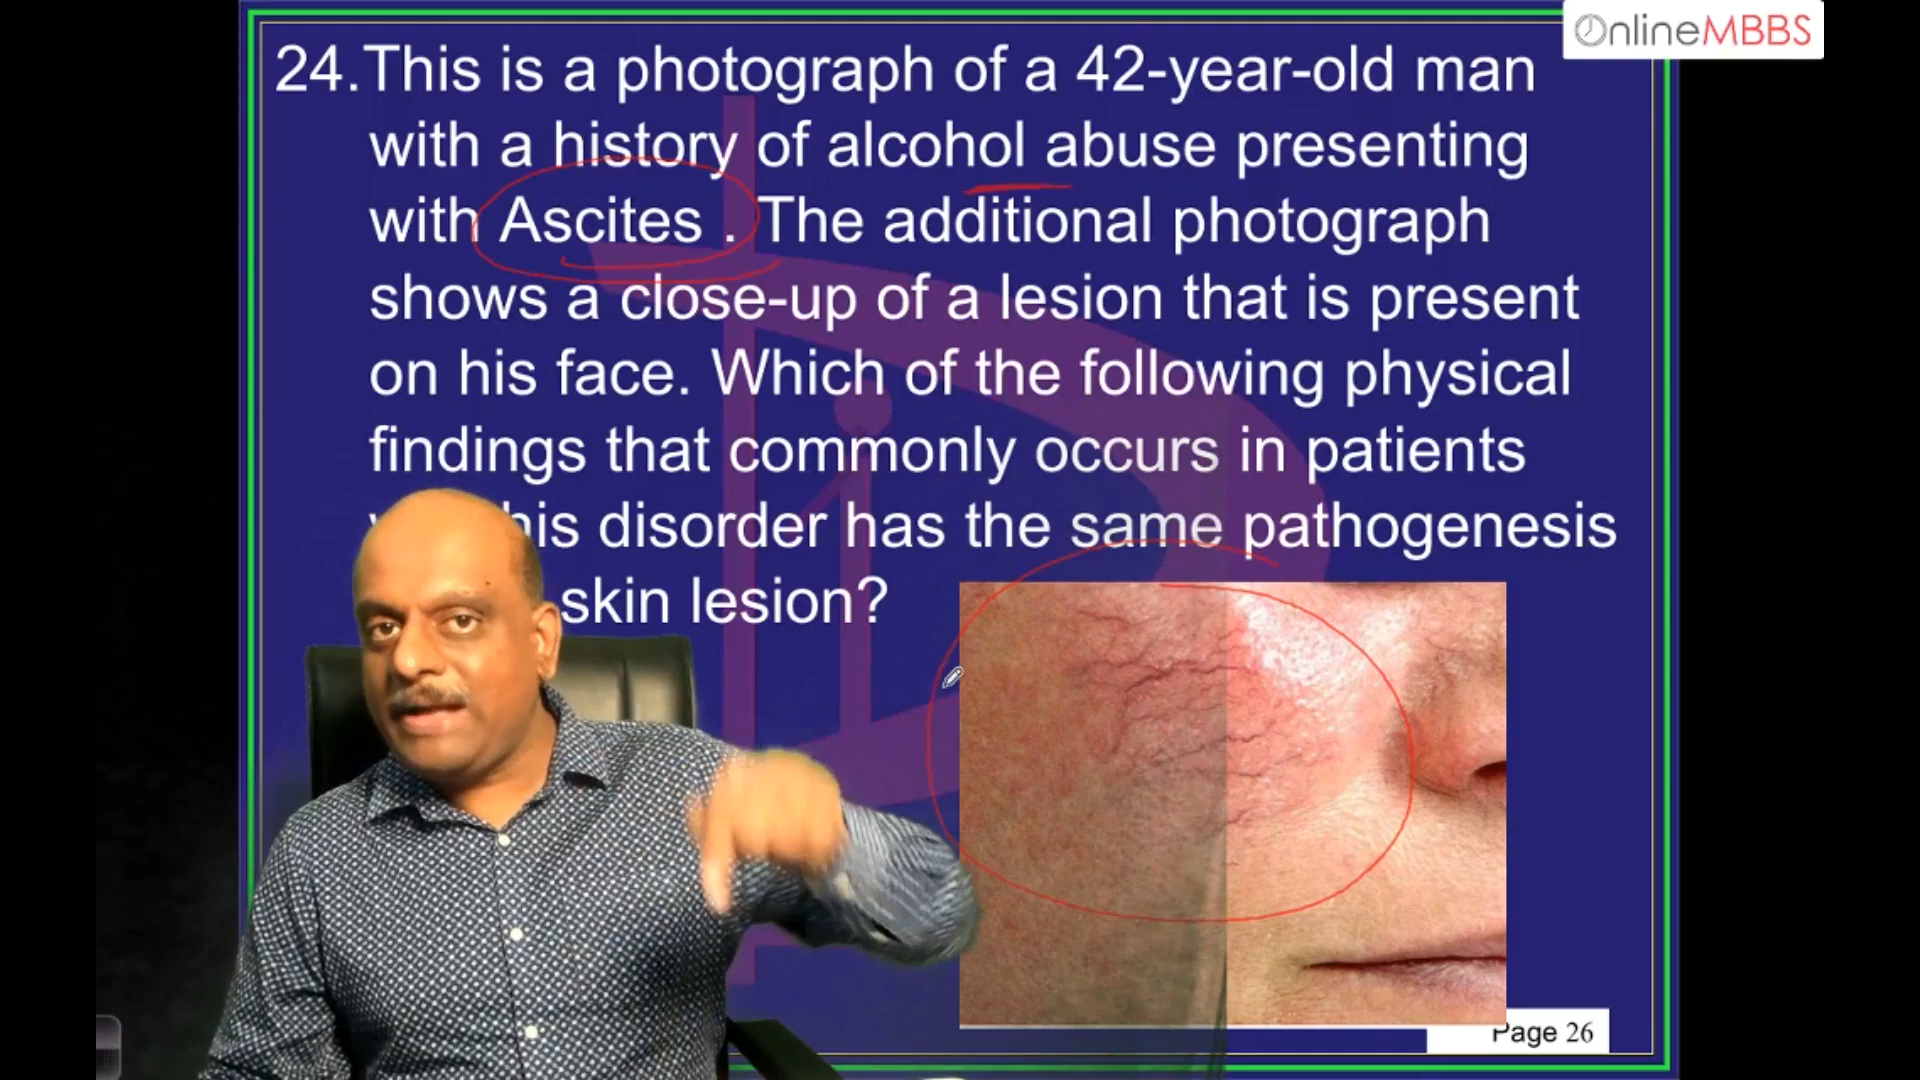 OnlineMBBS
24.This is a photograph of a 42-year-old man
with a history of alcohol abuse presenting
with Ascites . The additional photograph
shows a close-up of a lesion that is present
on his face. Which of the following physical
findings that commonly occurs in patients
disorder has the same pathogenesis
skin lesion?
Page 26